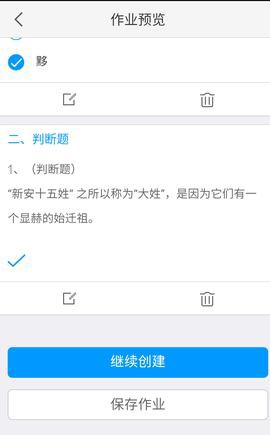 作业预览
黟
二、判断题
1、（判断题）
“新安十五姓” 之所以称为“大姓”，是因为它们有一
个显赫的始迁祖。
继续创建
保存作业